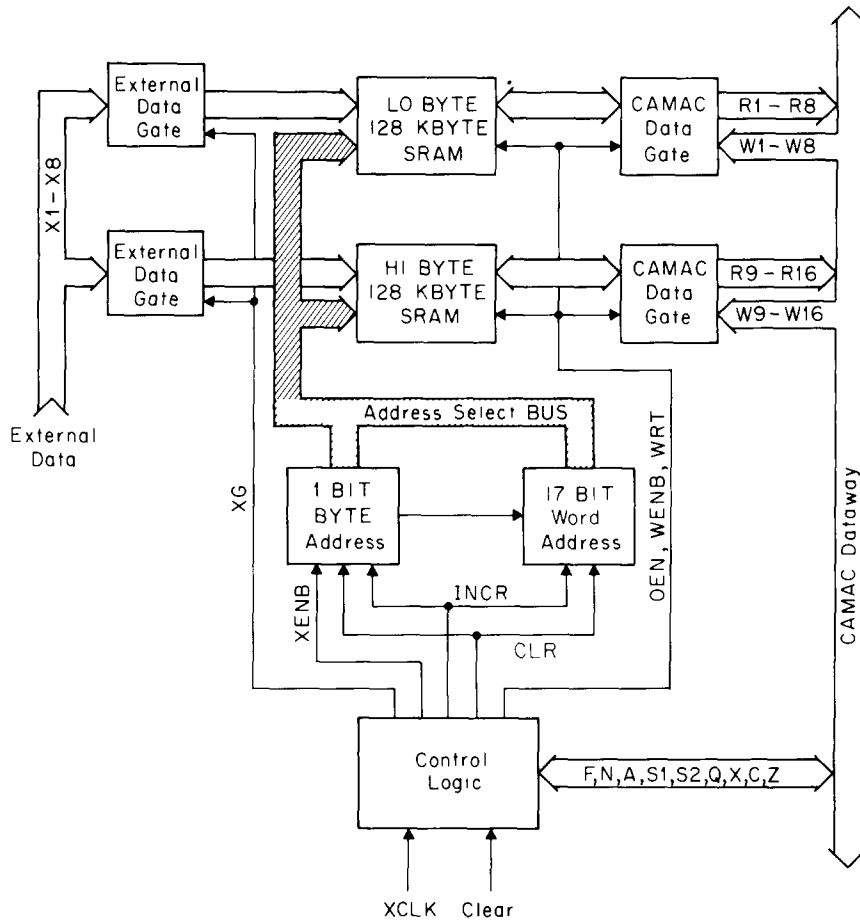 External
Data
Gate
LO BYTE
128 KBYTE
SRAM
CAMAC
Data
Gate
R1-R8
W1-W8
X1-X8
External
Data
Gate
HI BYTE
128 KBYTE
SRAM
CAMAC
Data
Gate
R9-R16
W9-W16
External
Data
Address Select BUS
XG
1 BIT
BYTE
Address
17 BIT
Word
Address
OEN, WENB, WRT
CAMAC Dataway
XENB
INCR
CLR
Control
Logic
F,N,A,S1,S2,Q,X,C,Z
XCLK Clear